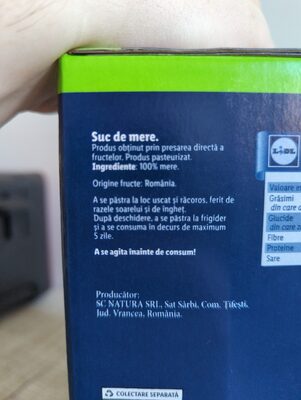 Suc de mere.
Produs obținut prin presarea directă a
fructelor. Produs pasteurizat.
Ingrediente: 100% mere.
Origine fructe: România.
A se păstra la loc uscat și răcoros, ferit de
razele soarelui și de îngheț.
După deschidere, a se păstra la frigider
și a se consuma în decurs de maximum
5 zile.
A se agita înainte de consum!
Producător:
SC NATURA SRL, Sat Sârbi, Com. Țifești,
Jud. Vrancea, România.
COLECTARE SEPARATĂ
LIDL
Valoare
Grăsimi
din care
Glucide
din care
Fibre
Proteine
Sare